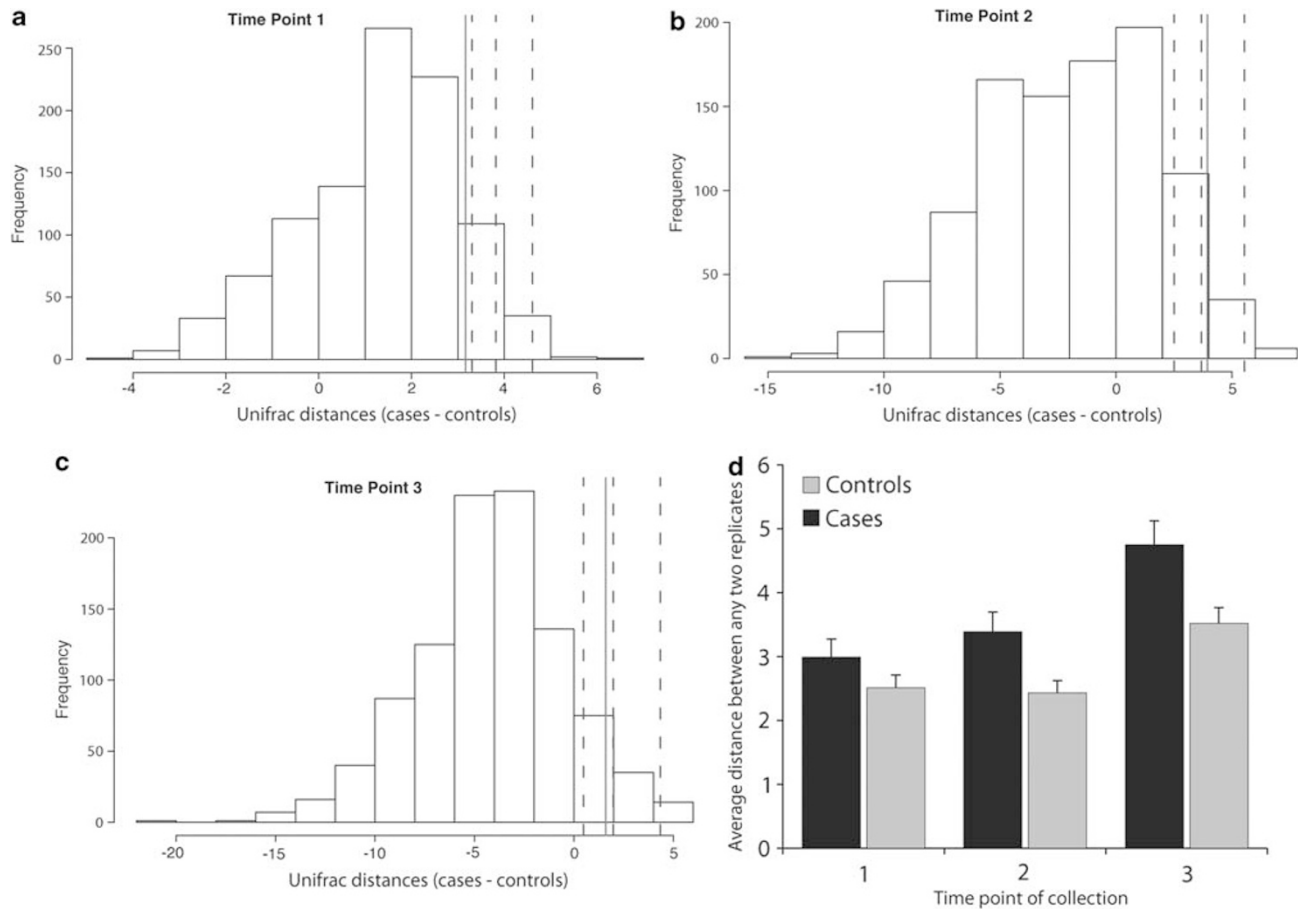 a
Time Point 1
250
200
150
100
50
0
Frequency
-4 -2 0 2 4 6
Unifrac distances (cases - controls)
b
Time Point 2
200
150
100
50
0
Frequency
-15 -10 -5 0 5
Unifrac distances (cases - controls)
c
Time Point 3
200
150
100
50
0
Frequency
-20 -15 -10 -5 0 5
Unifrac distances (cases - controls)
d
6
5
4
3
2
1
0
Average distance between any two replicates
Controls
Cases
1 2 3
Time point of collection